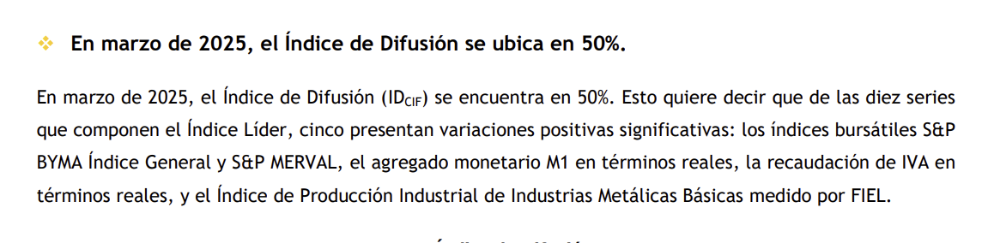 En marzo de 2025, el Índice de Difusión se ubica en 50%.
En marzo de 2025, el Índice de Difusión (IDCIF) se encuentra en 50%. Esto quiere decir que de las diez series
que componen el Índice Líder, cinco presentan variaciones positivas significativas: los índices bursátiles S&P
BYMA Índice General y S&P MERVAL, el agregado monetario M1 en términos reales, la recaudación de IVA en
términos reales, y el Índice de Producción Industrial de Industrias Metálicas Básicas medido por FIEL.